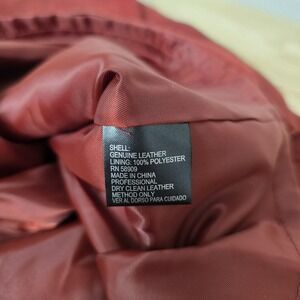 SHELL:
GENUINE LEATHER
LINING: 100% POLYESTER
RN 58909
MADE IN CHINA
PROFESSIONAL
DRY CLEAN LEATHER
METHOD ONLY
VER AL DORSO PARA CUIDADO